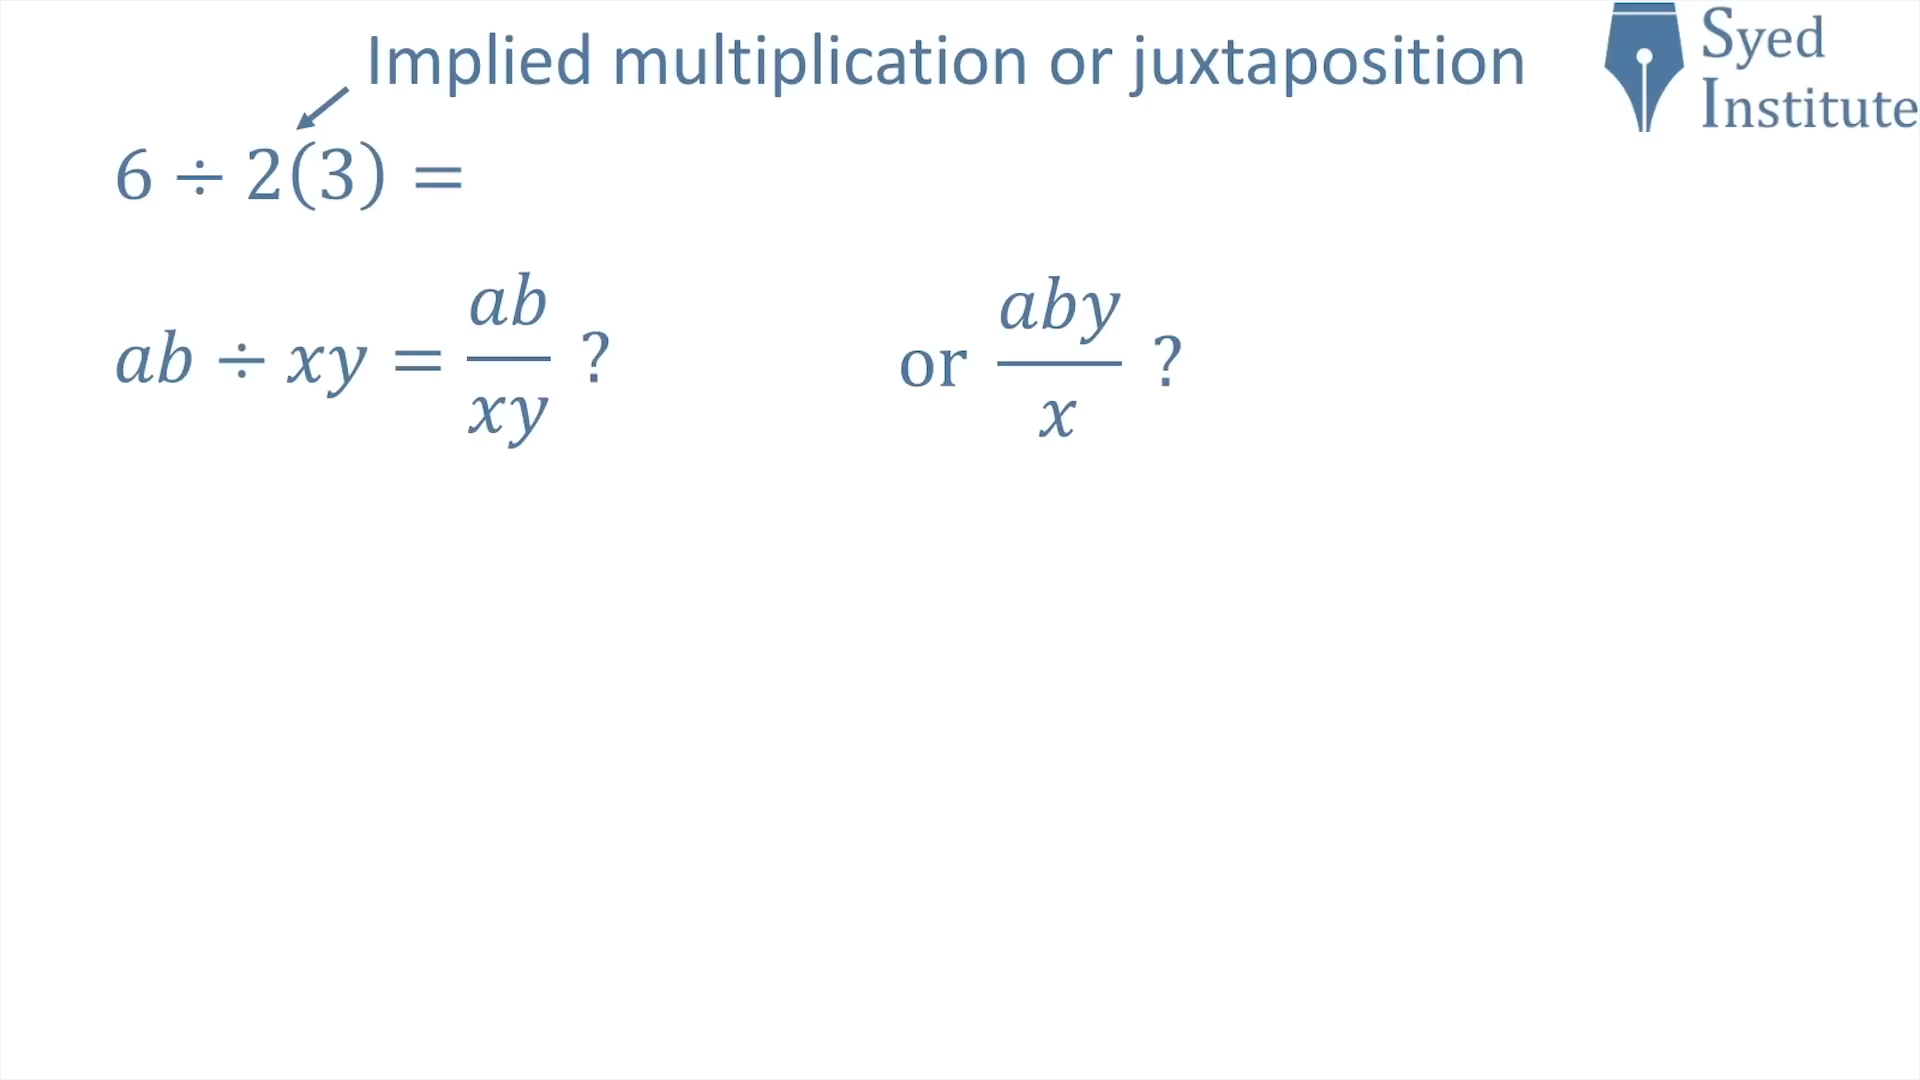 Implied multiplication or juxtaposition
Syed
Institute
6 ÷ 2(3) =
ab ÷ xy = ab/xy ? or aby/x ?